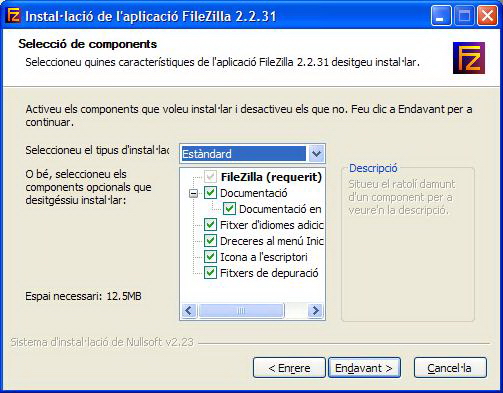 Instal·lació de l'aplicació FileZilla 2.2.31
Selecció de components
Seleccioneu quines característiques de l'aplicació FileZilla 2.2.31 desitgeu instal·lar.
Activeu els components que voleu instal·lar i desactiveu els que no. Feu clic a Endavant per a
continuar.
Seleccioneu el tipus d'instal·lac
Estàndard
O bé, seleccioneu els
components opcionals que
desitgéssiu instal·lar:
FileZilla (requerit)
Documentació
Documentació en
Fitxer d'idiomes adicic
Dreceres al menú Inic
Icona a l'escriptori
Fitxers de depuració
Descripció
Situeu el ratolí damunt
d'un component per a
veure'n la descripció.
Espai necessari: 12.5MB
Sistema d'instal·lació de Nullsoft v2.23
< Enrere
Endavant >
Cancel·la